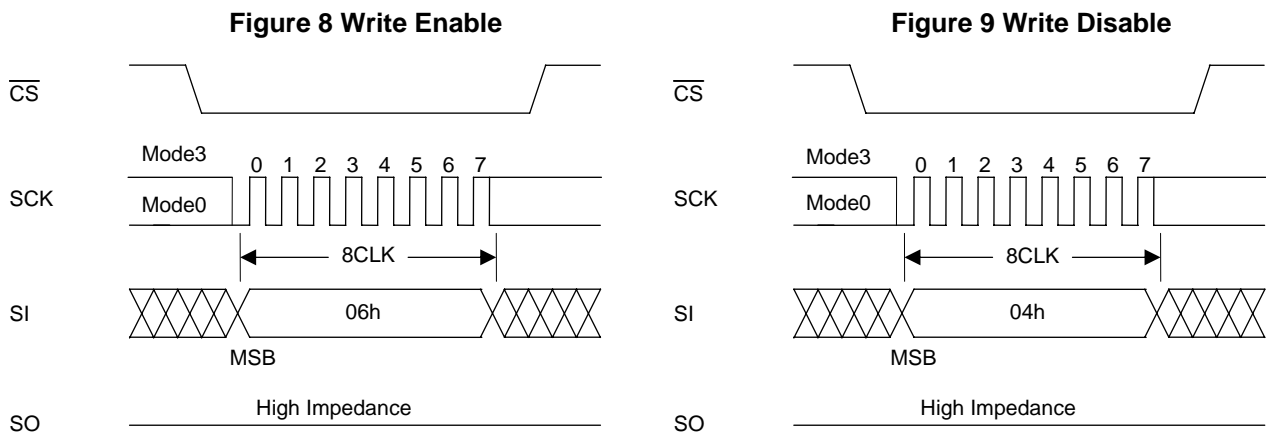 Figure 8 Write Enable
CS
Mode3
0 1 2 3 4 5 6 7
SCK
Mode0
8CLK
SI
06h
MSB
High Impedance
SO
Figure 9 Write Disable
CS
Mode3
0 1 2 3 4 5 6 7
SCK
Mode0
8CLK
SI
04h
MSB
High Impedance
SO